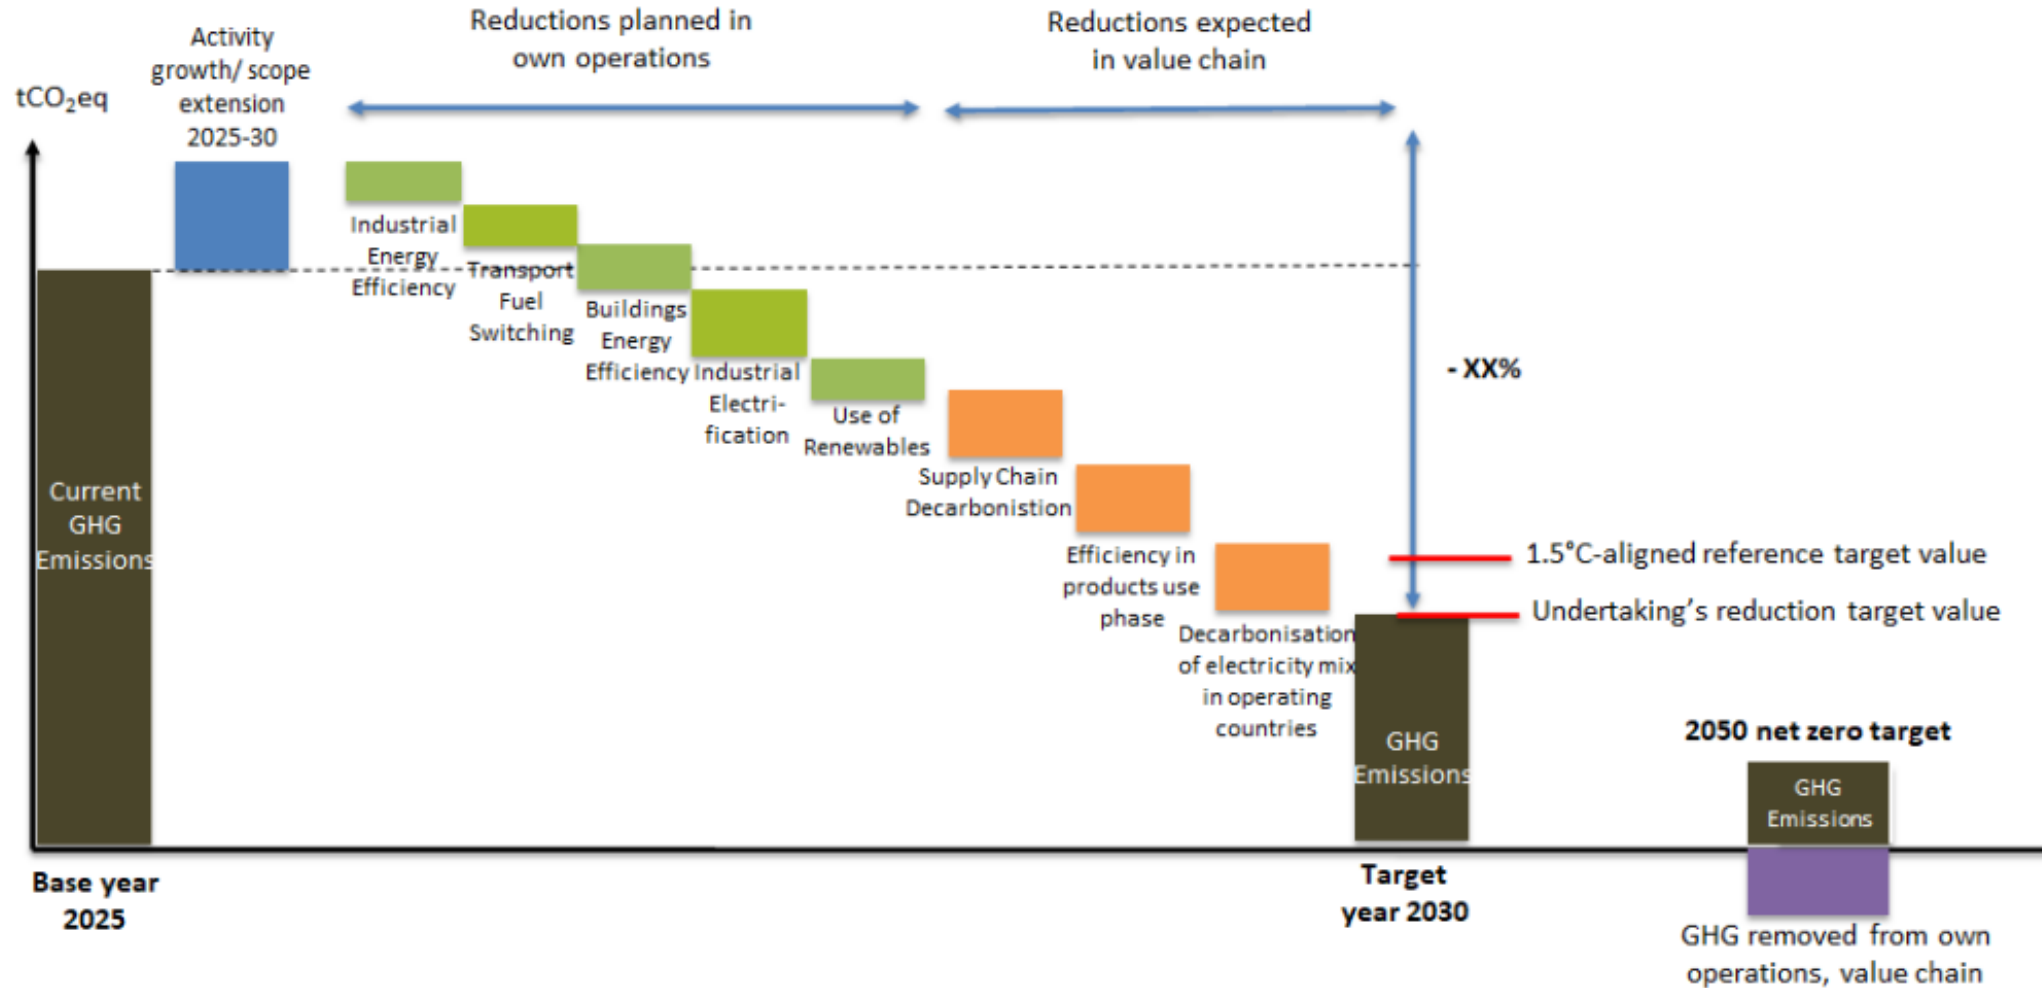 Reductions planned in
own operations
Reductions expected
in value chain
Activity
growth/ scope
extension
2025-30
tCO₂eq
Industrial
Energy
Efficiency
Transport
Fuel
Switching
Buildings
Energy
Efficiency
Industrial
Electri-
fication
Use of
Renewables
Supply Chain
Decarbonistion
Efficiency in
products use
phase
Decarbonisation
of electricity mix
in operating
countries
- XX%
1.5°C-aligned reference target value
Undertaking's reduction target value
Current
GHG
Emissions
GHG
Emissions
2050 net zero target
GHG
Emissions
Base year
2025
Target
year 2030
GHG removed from own
operations, value chain